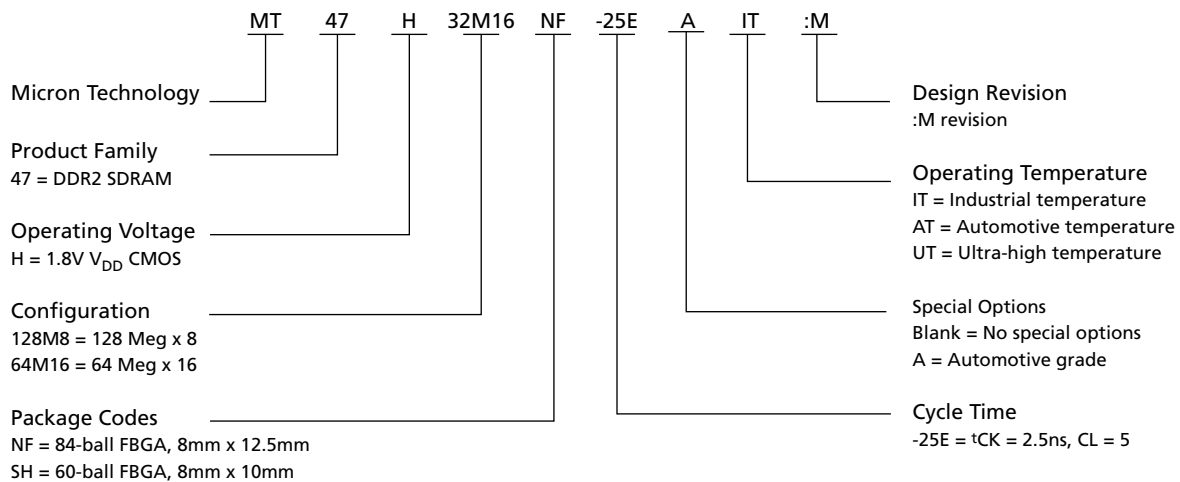 MT 47 H 32M16 NF -25E A IT :M
Micron Technology
Product Family
47 = DDR2 SDRAM
Operating Voltage
H = 1.8V VDD CMOS
Configuration
128M8 = 128 Meg x 8
64M16 = 64 Meg x 16
Package Codes
NF = 84-ball FBGA, 8mm x 12.5mm
SH = 60-ball FBGA, 8mm x 10mm
Design Revision
:M revision
Operating Temperature
IT = Industrial temperature
AT = Automotive temperature
UT = Ultra-high temperature
Special Options
Blank = No special options
A = Automotive grade
Cycle Time
-25E = tCK = 2.5ns, CL = 5